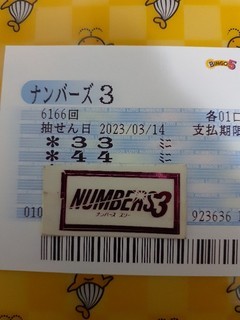 BINGO5
ナンバーズ3
6166回 各01口
抽せん日 2023/03/14 支払期限
*33 ミニ
*44 ミニ
NUMBERS3
ナンバーズ スリー
010
923636